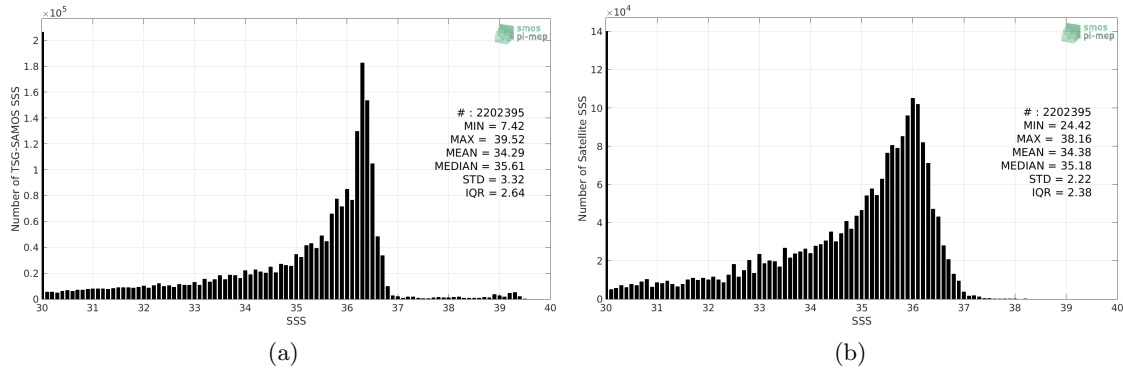 ×10⁵
2
1.8
1.6
1.4
1.2
1
0.8
0.6
0.4
0.2
0
Number of TSG-SAMOS SSS
smos
pi-mep
# : 2202395
MIN = 7.42
MAX = 39.52
MEAN = 34.29
MEDIAN = 35.61
STD = 3.32
IQR = 2.64
30 31 32 33 34 35 36 37 38 39 40
SSS
(a)
×10⁴
14
12
10
8
6
4
2
0
Number of Satellite SSS
smos
pi-mep
# : 2202395
MIN = 24.42
MAX = 38.16
MEAN = 34.38
MEDIAN = 35.18
STD = 2.22
IQR = 2.38
30 31 32 33 34 35 36 37 38 39 40
SSS
(b)